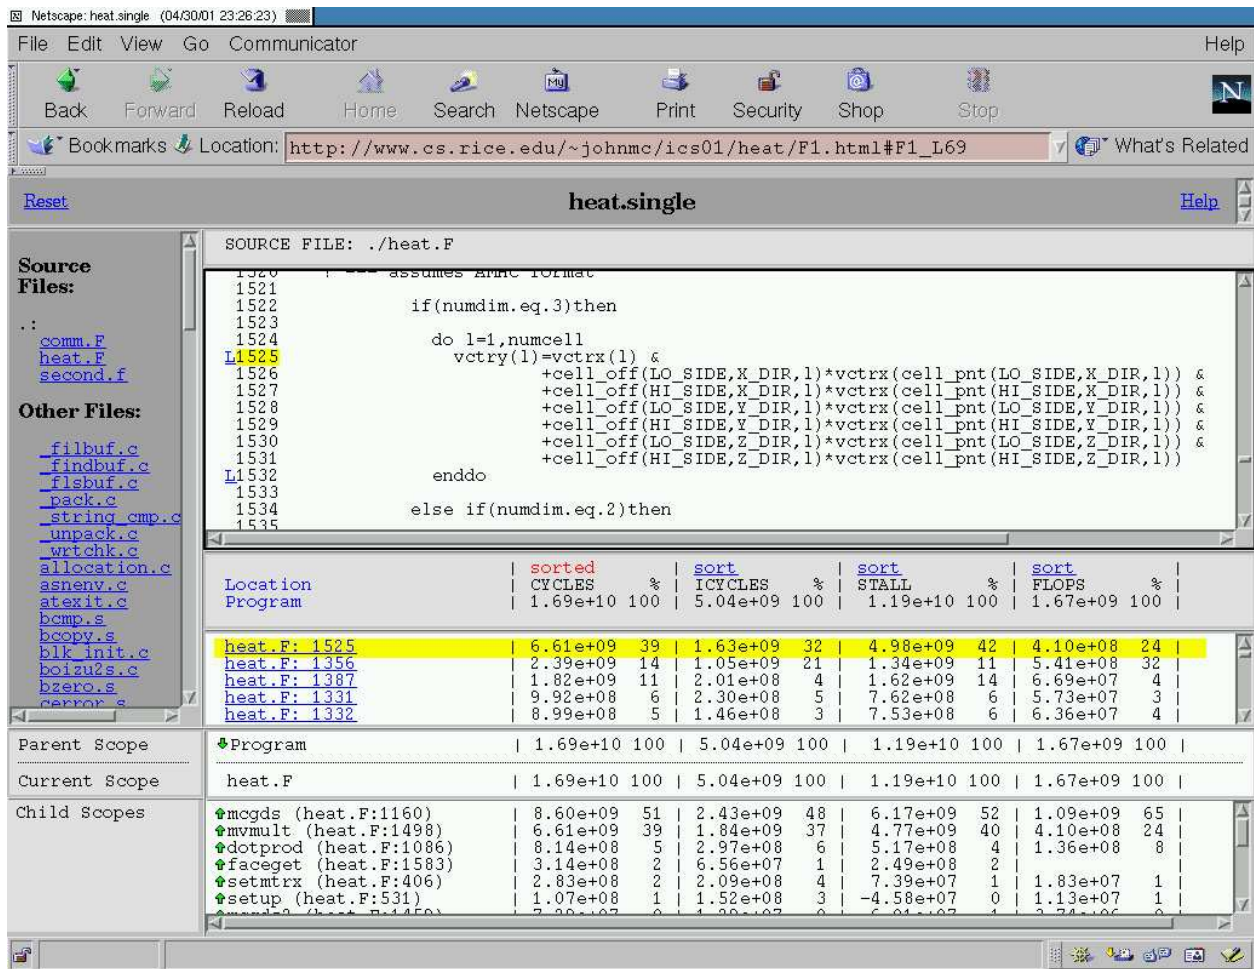 Netscape: heat.single (04/30/01 23:26:23)
File Edit View Go Communicator Help
Back Forward Reload Home Search Netscape Print Security Shop Stop
My
N
Bookmarks Location: http://www.cs.rice.edu/~johnmc/ics01/heat/F1.html#F1_L69 What's Related
Reset heat.single Help
Source Files:
.:
comm.F
heat.F
second.f
Other Files:
_filbuf.c
_findbuf.c
_flsbuf.c
_pack.c
_string_cmp.c
_unpack.c
_wrtchk.c
allocation.c
asnenv.c
atexit.c
bcmp.s
bcopy.s
blk_init.c
boizu2s.c
bzero.s
cerror.s
SOURCE FILE: ./heat.F
1520 ! --- assumes AMHC format
1521
1522 if(numdim.eq.3)then
1523
1524 do l=1,numcell
L1525 vctry(l)=vctrx(l) &
1526 +cell_off(LO_SIDE,X_DIR,l)*vctrx(cell_pnt(LO_SIDE,X_DIR,l)) &
1527 +cell_off(HI_SIDE,X_DIR,l)*vctrx(cell_pnt(HI_SIDE,X_DIR,l)) &
1528 +cell_off(LO_SIDE,Y_DIR,l)*vctrx(cell_pnt(LO_SIDE,Y_DIR,l)) &
1529 +cell_off(HI_SIDE,Y_DIR,l)*vctrx(cell_pnt(HI_SIDE,Y_DIR,l)) &
1530 +cell_off(LO_SIDE,Z_DIR,l)*vctrx(cell_pnt(LO_SIDE,Z_DIR,l)) &
1531 +cell_off(HI_SIDE,Z_DIR,l)*vctrx(cell_pnt(HI_SIDE,Z_DIR,l))
L1532 enddo
1533
1534 else if(numdim.eq.2)then
1535
| sorted | sort | sort | sort |
Location | CYCLES % | ICYCLES % | STALL % | FLOPS % |
Program | 1.69e+10 100 | 5.04e+09 100 | 1.19e+10 100 | 1.67e+09 100 |
heat.F: 1525 | 6.61e+09 39 | 1.63e+09 32 | 4.98e+09 42 | 4.10e+08 24 |
heat.F: 1356 | 2.39e+09 14 | 1.05e+09 21 | 1.34e+09 11 | 5.41e+08 32 |
heat.F: 1387 | 1.82e+09 11 | 2.01e+08 4 | 1.62e+09 14 | 6.69e+07 4 |
heat.F: 1331 | 9.92e+08 6 | 2.30e+08 5 | 7.62e+08 6 | 5.73e+07 3 |
heat.F: 1332 | 8.99e+08 5 | 1.46e+08 3 | 7.53e+08 6 | 6.36e+07 4 |
Parent Scope Program | 1.69e+10 100 | 5.04e+09 100 | 1.19e+10 100 | 1.67e+09 100 |
Current Scope heat.F | 1.69e+10 100 | 5.04e+09 100 | 1.19e+10 100 | 1.67e+09 100 |
Child Scopes
mcgds (heat.F:1160) | 8.60e+09 51 | 2.43e+09 48 | 6.17e+09 52 | 1.09e+09 65 |
mvmult (heat.F:1498) | 6.61e+09 39 | 1.84e+09 37 | 4.77e+09 40 | 4.10e+08 24 |
dotprod (heat.F:1086) | 8.14e+08 5 | 2.97e+08 6 | 5.17e+08 4 | 1.36e+08 8 |
faceget (heat.F:1583) | 3.14e+08 2 | 6.56e+07 1 | 2.49e+08 2 | |
setmtrx (heat.F:406) | 2.83e+08 2 | 2.09e+08 4 | 7.39e+07 1 | 1.83e+07 1 |
setup (heat.F:531) | 1.07e+08 1 | 1.52e+08 3 | -4.58e+07 0 | 1.13e+07 1 |